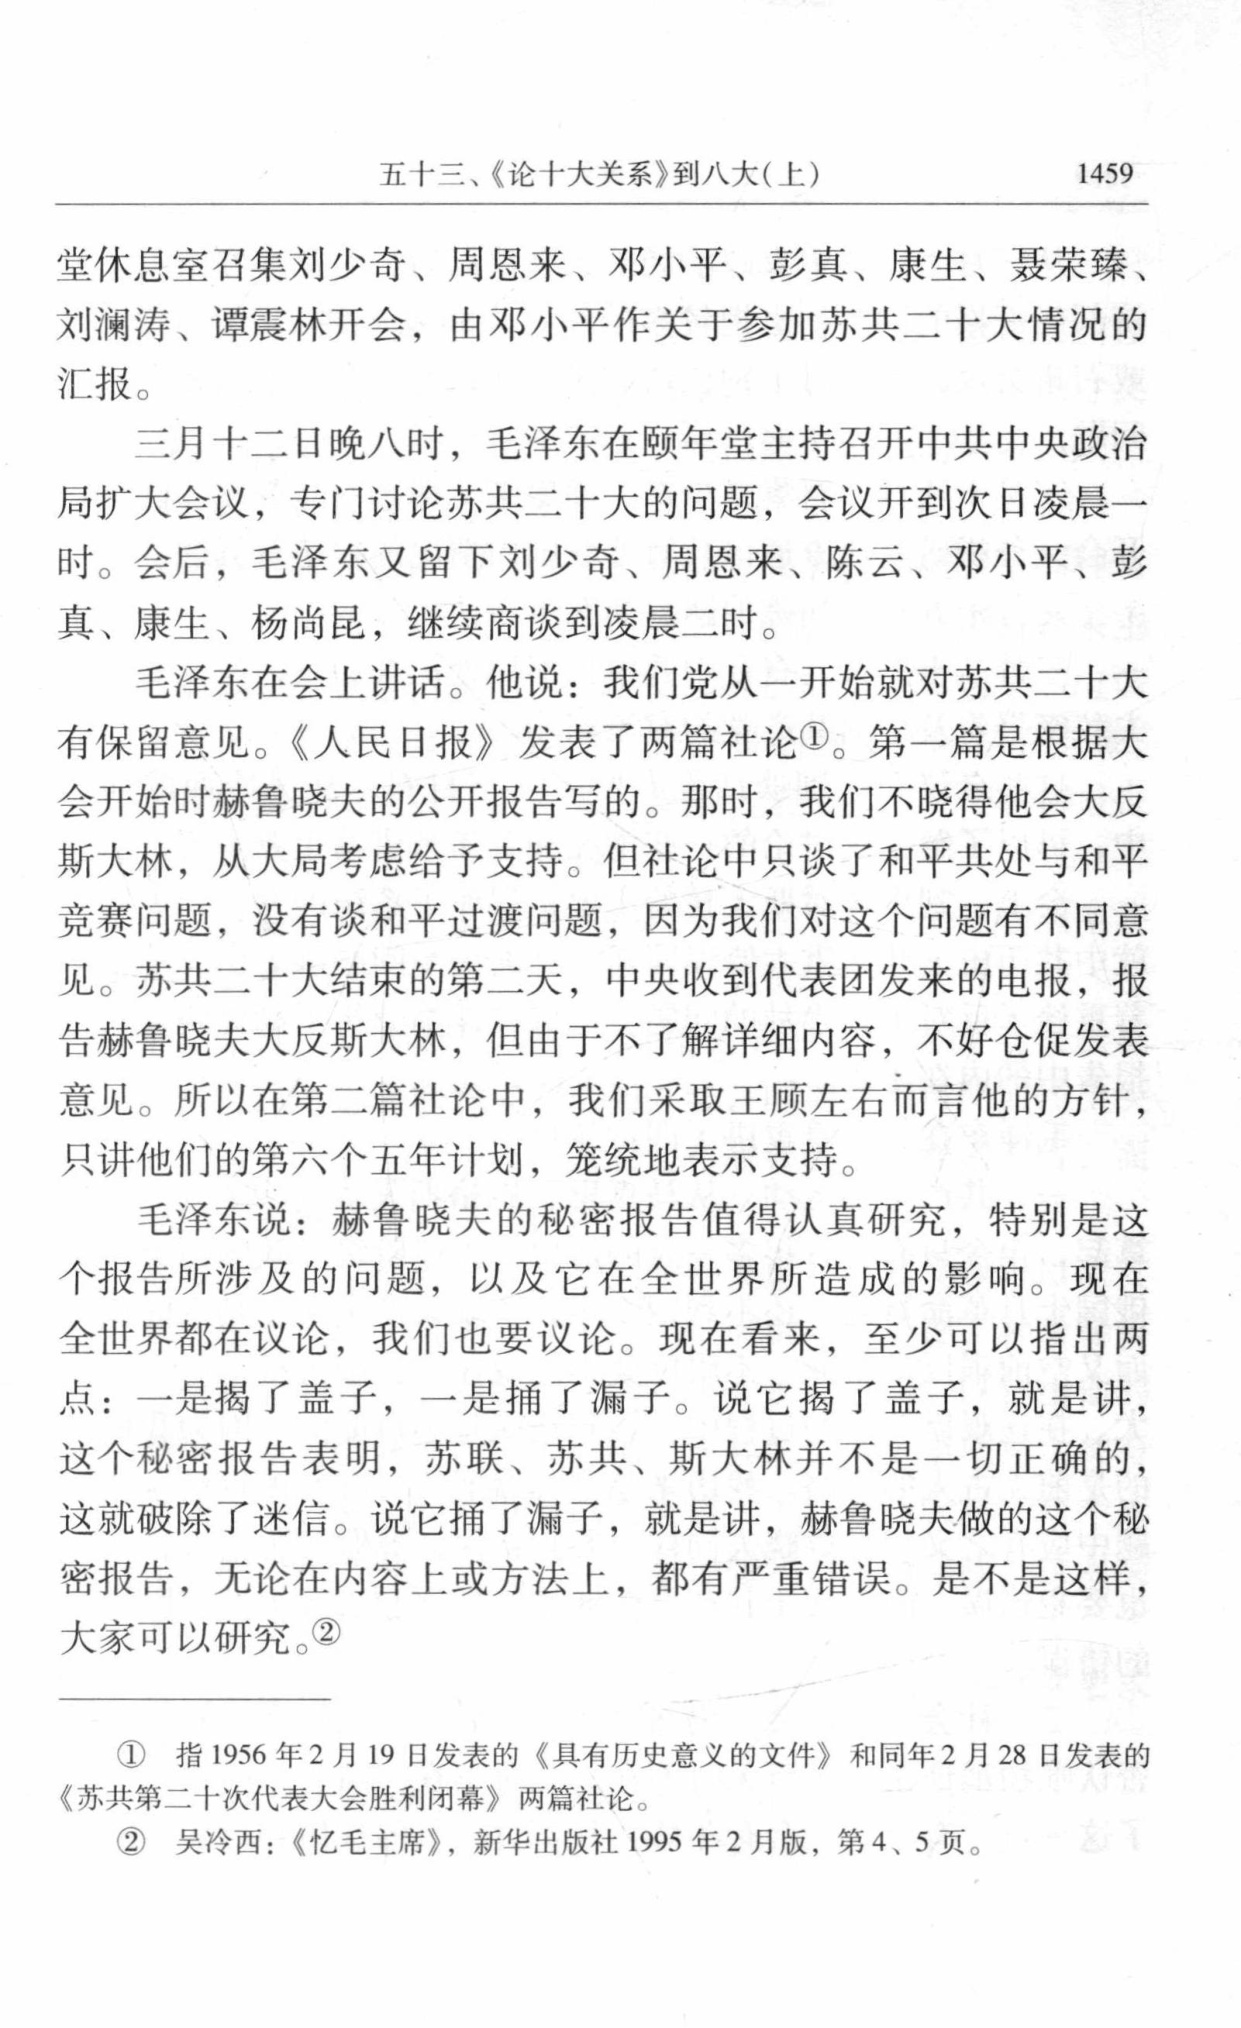 五十三、《论十大关系》到八大(上) 1459
堂休息室召集刘少奇、周恩来、邓小平、彭真、康生、聂荣臻、
刘澜涛、谭震林开会，由邓小平作关于参加苏共二十大情况的
汇报。
三月十二日晚八时，毛泽东在颐年堂主持召开中共中央政治
局扩大会议，专门讨论苏共二十大的问题，会议开到次日凌晨一
时。会后，毛泽东又留下刘少奇、周恩来、陈云、邓小平、彭
真、康生、杨尚昆，继续商谈到凌晨二时。
毛泽东在会上讲话。他说：我们党从一开始就对苏共二十大
有保留意见。《人民日报》发表了两篇社论①。第一篇是根据大
会开始时赫鲁晓夫的公开报告写的。那时，我们不晓得他会大反
斯大林，从大局考虑给予支持。但社论中只谈了和平共处与和平
竞赛问题，没有谈和平过渡问题，因为我们对这个问题有不同意
见。苏共二十大结束的第二天，中央收到代表团发来的电报，报
告赫鲁晓夫大反斯大林，但由于不了解详细内容，不好仓促发表
意见。所以在第二篇社论中，我们采取王顾左右而言他的方针，
只讲他们的第六个五年计划，笼统地表示支持。
毛泽东说：赫鲁晓夫的秘密报告值得认真研究，特别是这
个报告所涉及的问题，以及它在全世界所造成的影响。现在
全世界都在议论，我们也要议论。现在看来，至少可以指出两
点：一是揭了盖子，一是捅了漏子。说它揭了盖子，就是讲，
这个秘密报告表明，苏联、苏共、斯大林并不是一切正确的，
这就破除了迷信。说它捅了漏子，就是讲，赫鲁晓夫做的这个秘
密报告，无论在内容上或方法上，都有严重错误。是不是这样，
大家可以研究。②
① 指1956年2月19日发表的《具有历史意义的文件》和同年2月28日发表的
《苏共第二十次代表大会胜利闭幕》两篇社论。
② 吴冷西：《忆毛主席》，新华出版社1995年2月版，第4、5页。